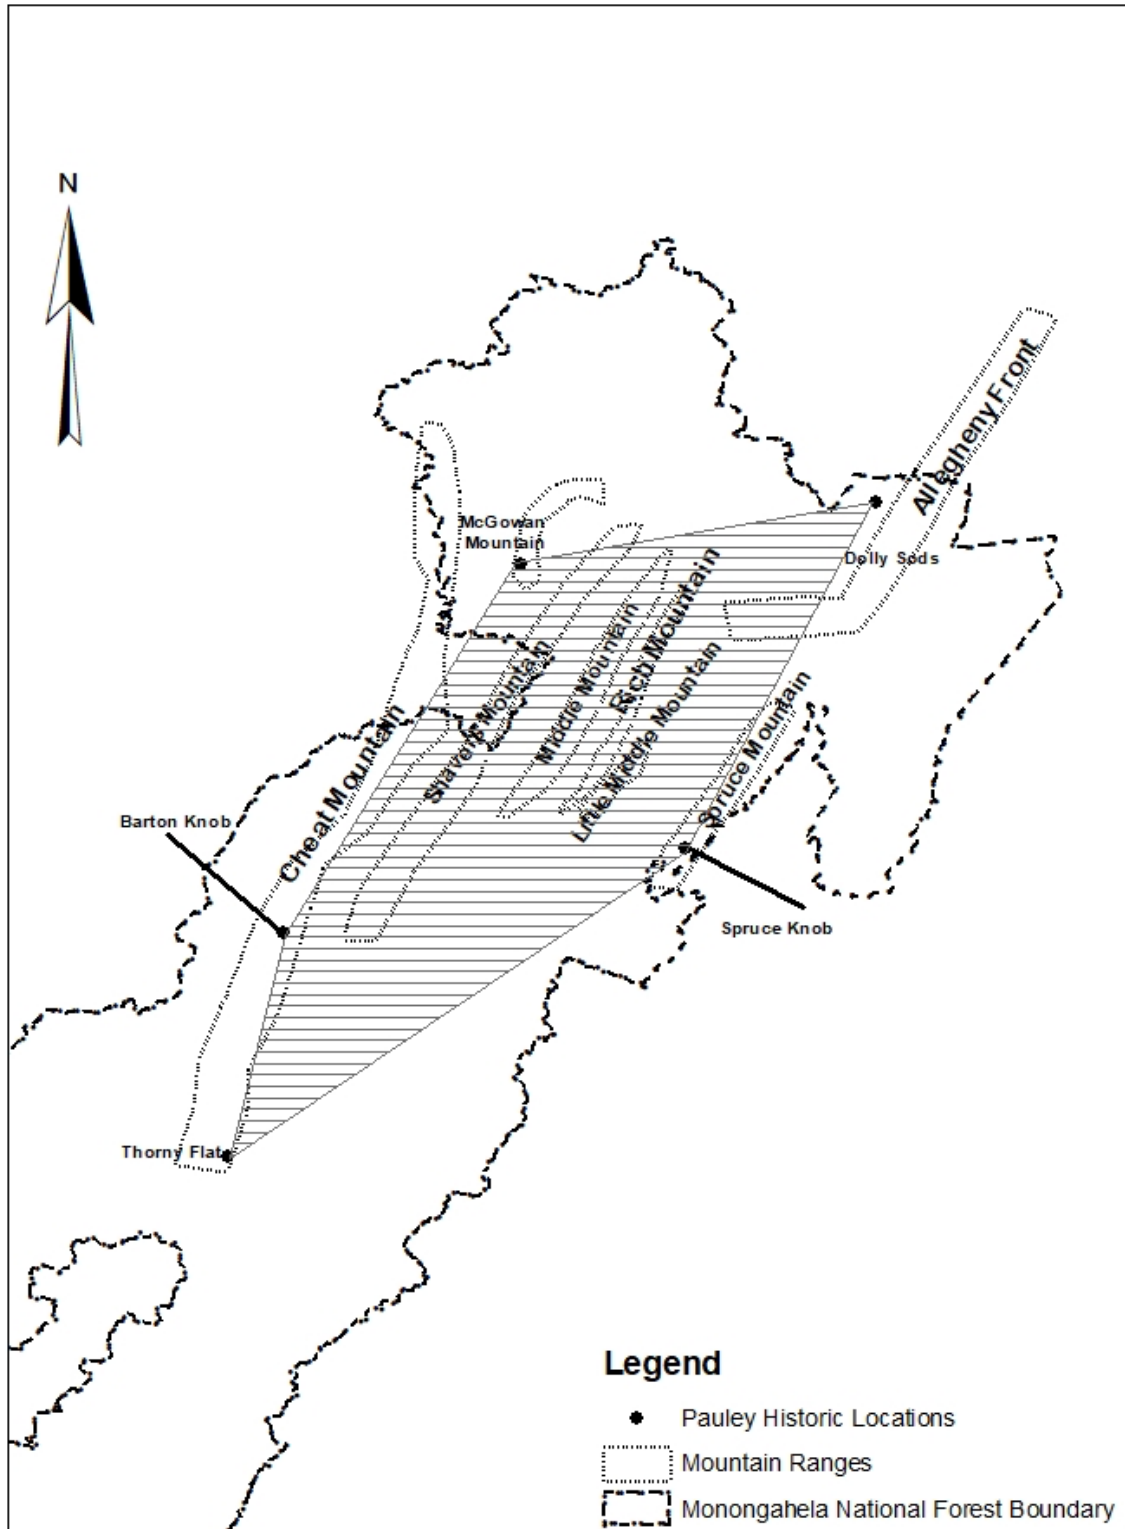 N
Allegheny Front
McGowan
Mountain
Dolly Sods
Rich Mountain
Middle Mountain
Shavers Mountain
Little Middle Mountain
Spruce Mountain
Cheat Mountain
Barton Knob
Spruce Knob
Thorny Flat
Legend
Pauley Historic Locations
Mountain Ranges
Monongahela National Forest Boundary